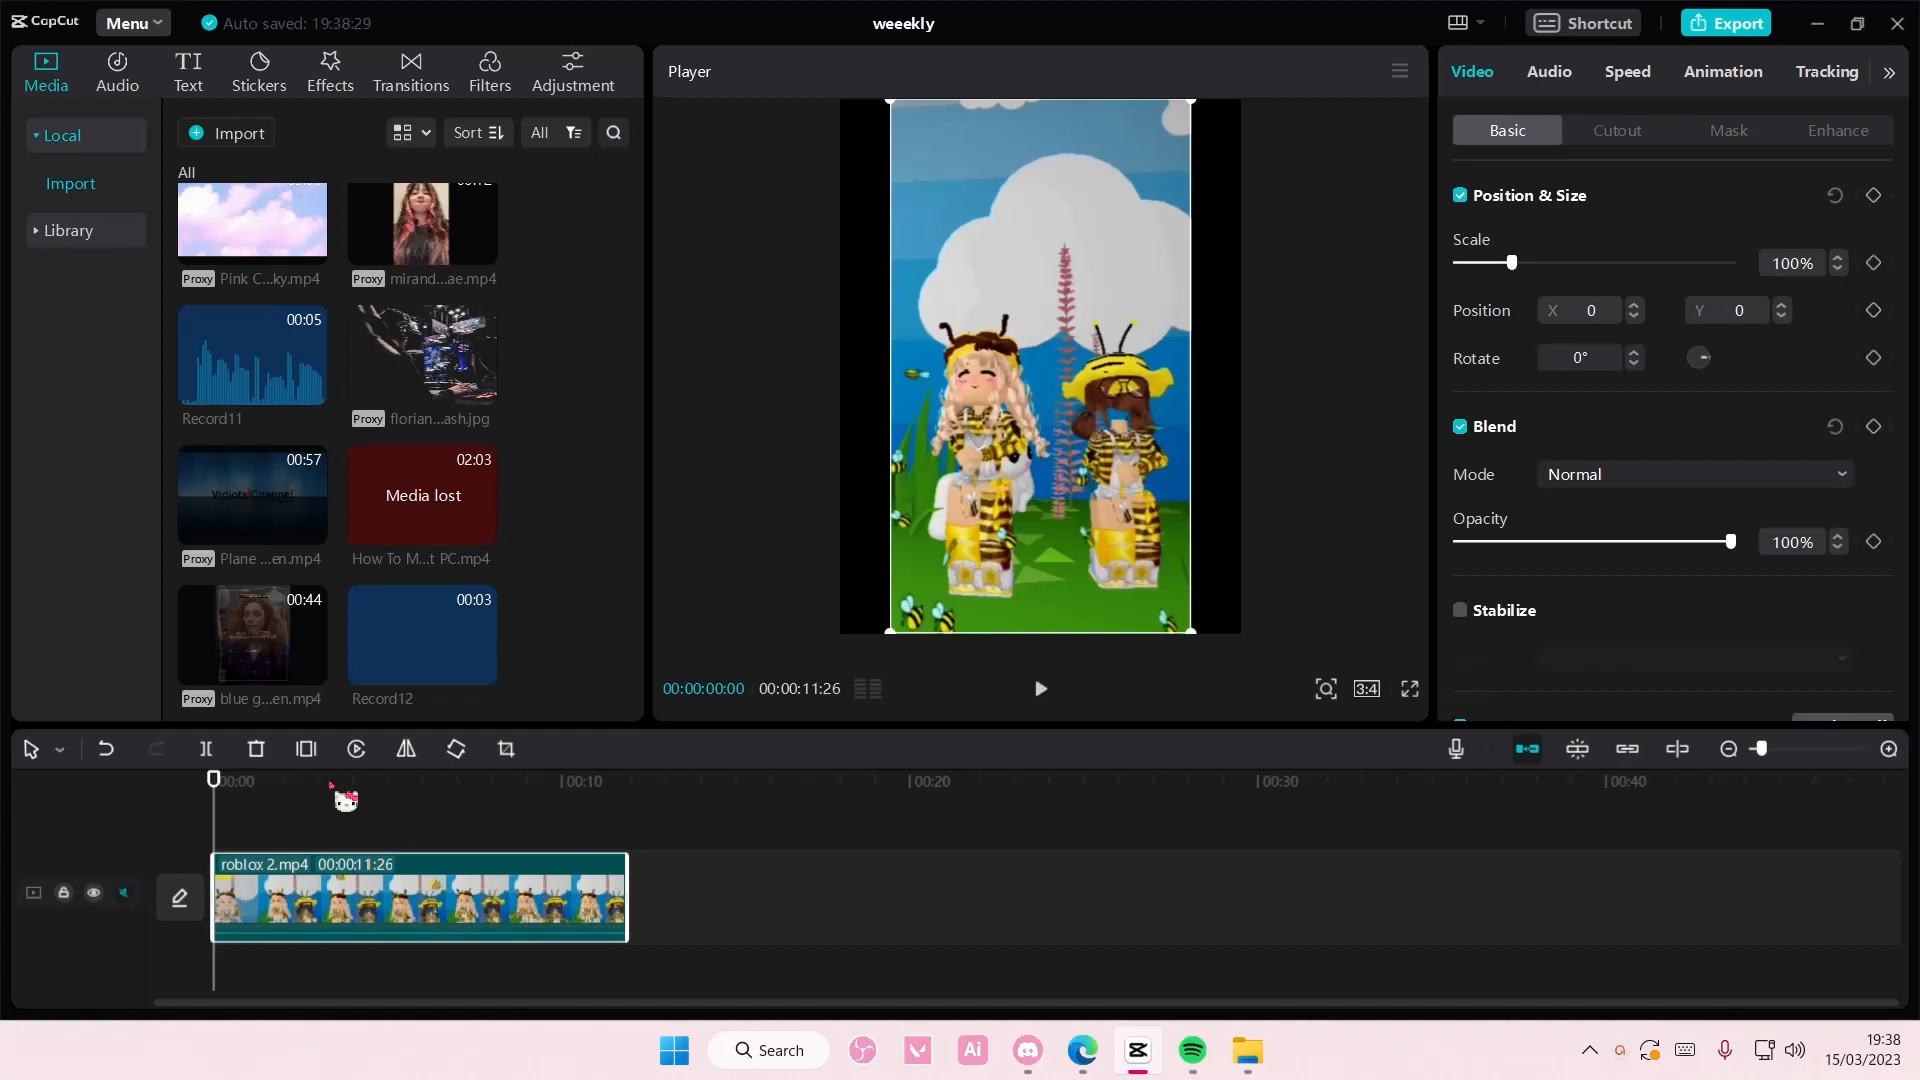 CapCut
Menu
Auto saved: 19:38:29
weeekly
Shortcut
Export
Media
Audio
Text
Stickers
Effects
Transitions
Filters
Adjustment
Local
Import
Library
Import
Sort
All
All
Proxy Pink C...ky.mp4
Proxy mirand...ae.mp4
00:05
Record11
Proxy florian...ash.jpg
00:57
Proxy Plane ...en.mp4
02:03
Media lost
How To M...t PC.mp4
00:44
Proxy blue g...en.mp4
00:03
Record12
Player
00:00:00:00
00:00:11:26
3:4
Video
Audio
Speed
Animation
Tracking
Basic
Cutout
Mask
Enhance
Position & Size
Scale
100%
Position
X 0
Y 0
Rotate
0°
Blend
Mode
Normal
Opacity
100%
Stabilize
00:00
00:10
00:20
00:30
00:40
roblox 2.mp4 00:00:11:26
Search
Ai
19:38
15/03/2023